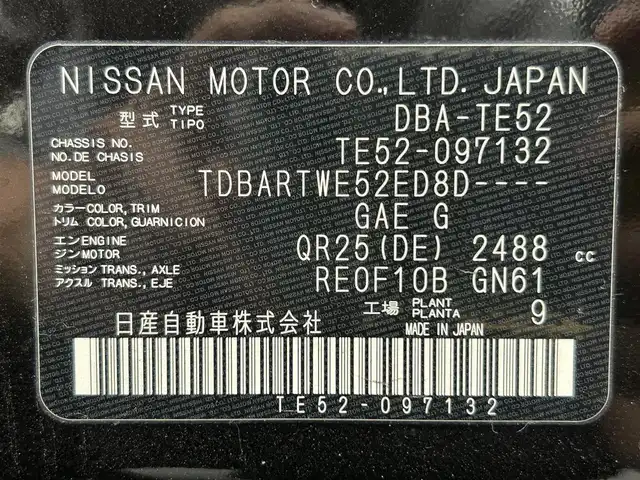 NISSAN MOTOR CO.,LTD. JAPAN
型式 TYPE TIPO DBA-TE52
CHASSIS NO. NO.DE CHASIS TE52-097132
MODEL MODELO TDBARTWE52ED8D----
カラー COLOR, TRIM トリム COLOR, GUARNICION GAE G
エンジン ENGINE MOTOR QR25(DE) 2488 cc
ミッション TRANS., AXLE アクスル TRANS., EJE RE0F10B GN61
工場 PLANT PLANTA 9
日産自動車株式会社 MADE IN JAPAN
TE52-097132